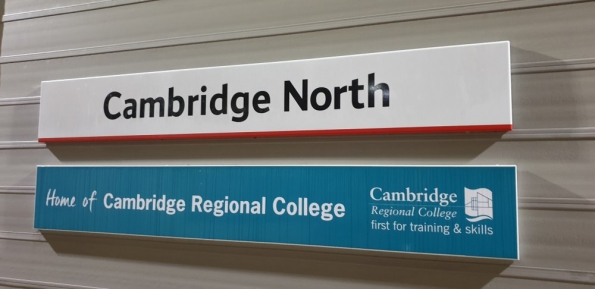 Cambridge North
Home of Cambridge Regional College
Cambridge
Regional College
first for training & skills